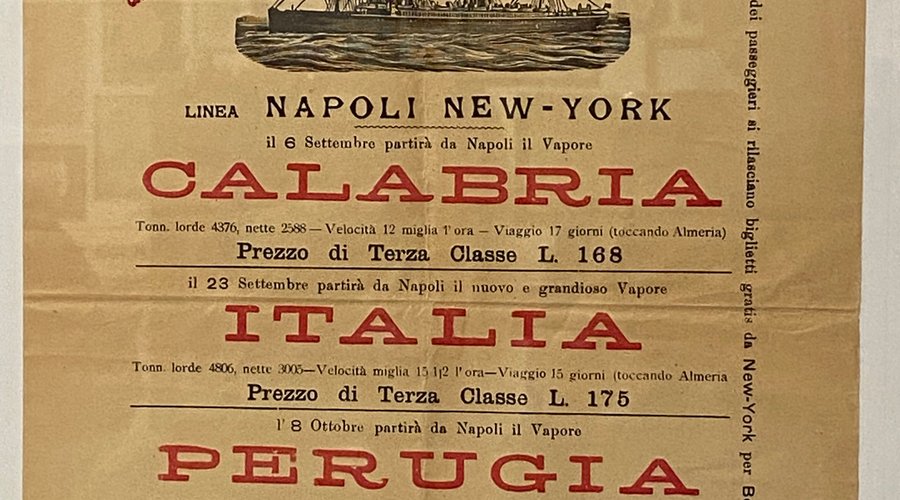 LINEA NAPOLI NEW-YORK
il 6 Settembre partirà da Napoli il Vapore
CALABRIA
Tonn. lorde 4376, nette 2588 — Velocità 12 miglia l'ora — Viaggio 17 giorni (toccando Almeria)
Prezzo di Terza Classe L. 168
il 23 Settembre partirà da Napoli il nuovo e grandioso Vapore
ITALIA
Tonn. lorde 4806, nette 3005—Velocità miglia 15 1|2 l'ora—Viaggio 15 giorni (toccando Almeria
Prezzo di Terza Classe L. 175
l' 8 Ottobre partirà da Napoli il Vapore
PERUGIA
dei passeggieri si rilasciano biglietti gratis da New-York per